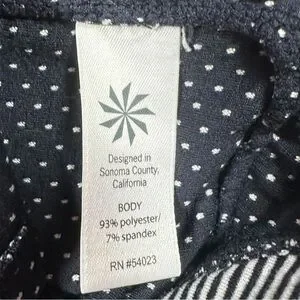 Designed in
Sonoma County,
California
BODY
93% polyester/
7% spandex
RN #54023